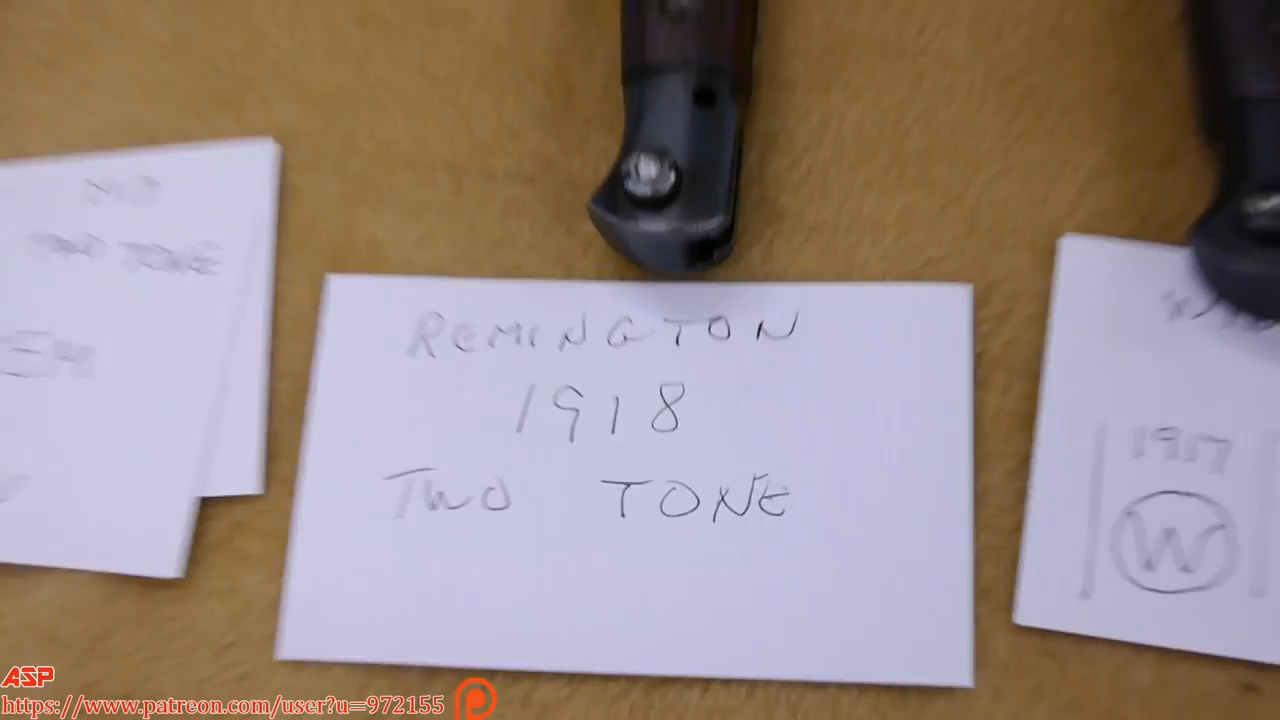 TWO TONE
REMINGTON
1918
TWO TONE
1917
W
ASP
https://www.patreon.com/user?u=972155